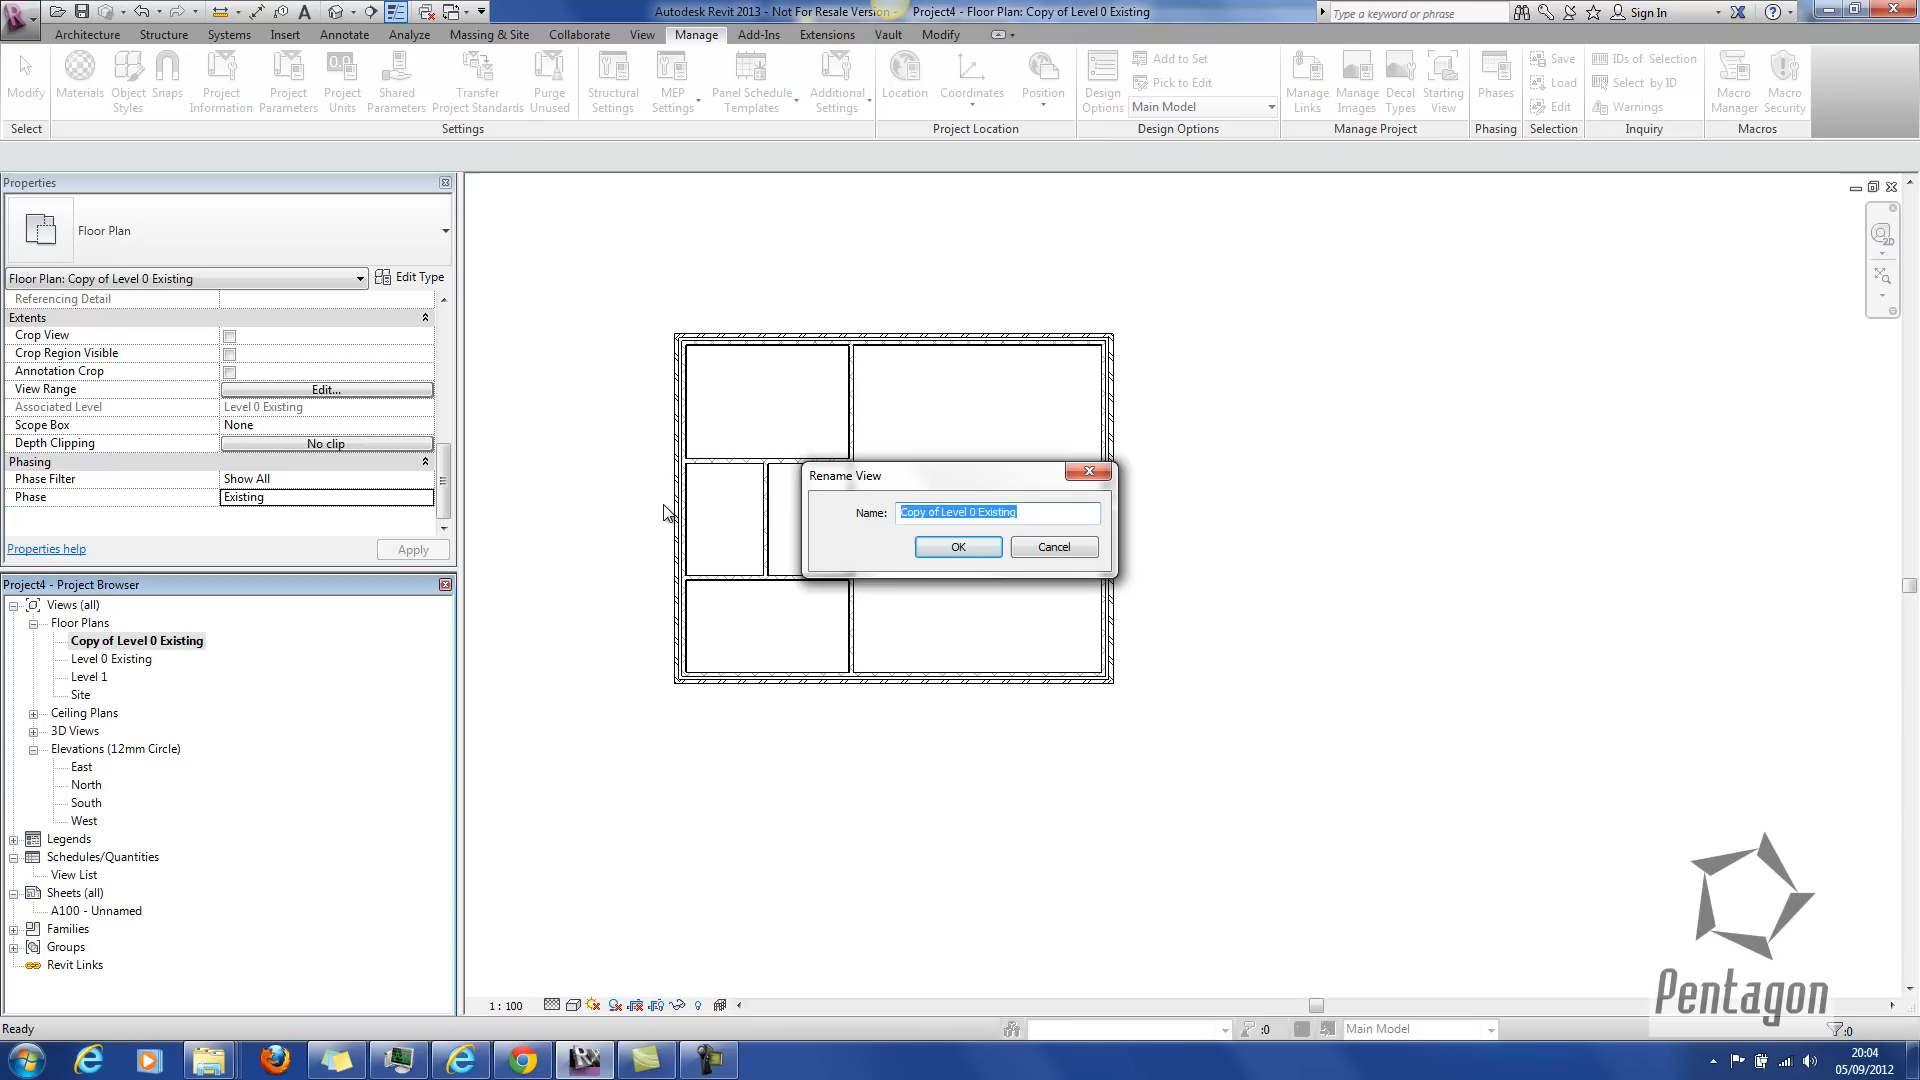 Autodesk Revit 2013 - Not For Resale Version - Project4 - Floor Plan: Copy of Level 0 Existing
Type a keyword or phrase
Sign In
Architecture Structure Systems Insert Annotate Analyze Massing & Site Collaborate View Manage Add-Ins Extensions Vault Modify
Modify
Materials
Object Styles
Snaps
Project Information
Project Parameters
Project Units
Shared Parameters
Transfer Project Standards
Purge Unused
Structural Settings
MEP Settings
Panel Schedule Templates
Additional Settings
Location
Coordinates
Position
Design Options
Add to Set
Pick to Edit
Main Model
Manage Links
Manage Images
Decal Types
Starting View
Phases
Save
Load
Edit
IDs of Selection
Select by ID
Warnings
Macro Manager
Macro Security
Select Settings Project Location Design Options Manage Project Phasing Selection Inquiry Macros
Properties
Floor Plan
Floor Plan: Copy of Level 0 Existing
Edit Type
Referencing Detail
Extents
Crop View
Crop Region Visible
Annotation Crop
View Range Edit...
Associated Level Level 0 Existing
Scope Box None
Depth Clipping No clip
Phasing
Phase Filter Show All
Phase Existing
Properties help
Apply
Project4 - Project Browser
Views (all)
Floor Plans
Copy of Level 0 Existing
Level 0 Existing
Level 1
Site
Ceiling Plans
3D Views
Elevations (12mm Circle)
East
North
South
West
Legends
Schedules/Quantities
View List
Sheets (all)
A100 - Unnamed
Families
Groups
Revit Links
Rename View
Name: Copy of Level 0 Existing
OK Cancel
2D
1 : 100
Pentagon
Ready
:0
Main Model
:0
20:04
05/09/2012